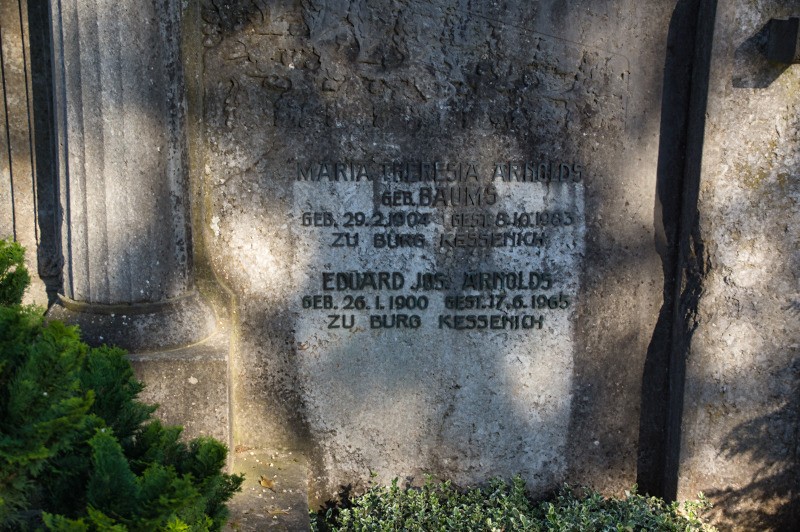 MARIA THERESIA ARNOLDS
GEB. BAUMS
GEB. 29.2.1904 GEST. 8.10.1983
ZU BURG KESSENICH
EDUARD JOS. ARNOLDS
GEB. 26.1.1900 GEST. 17.6.1965
ZU BURG KESSENICH